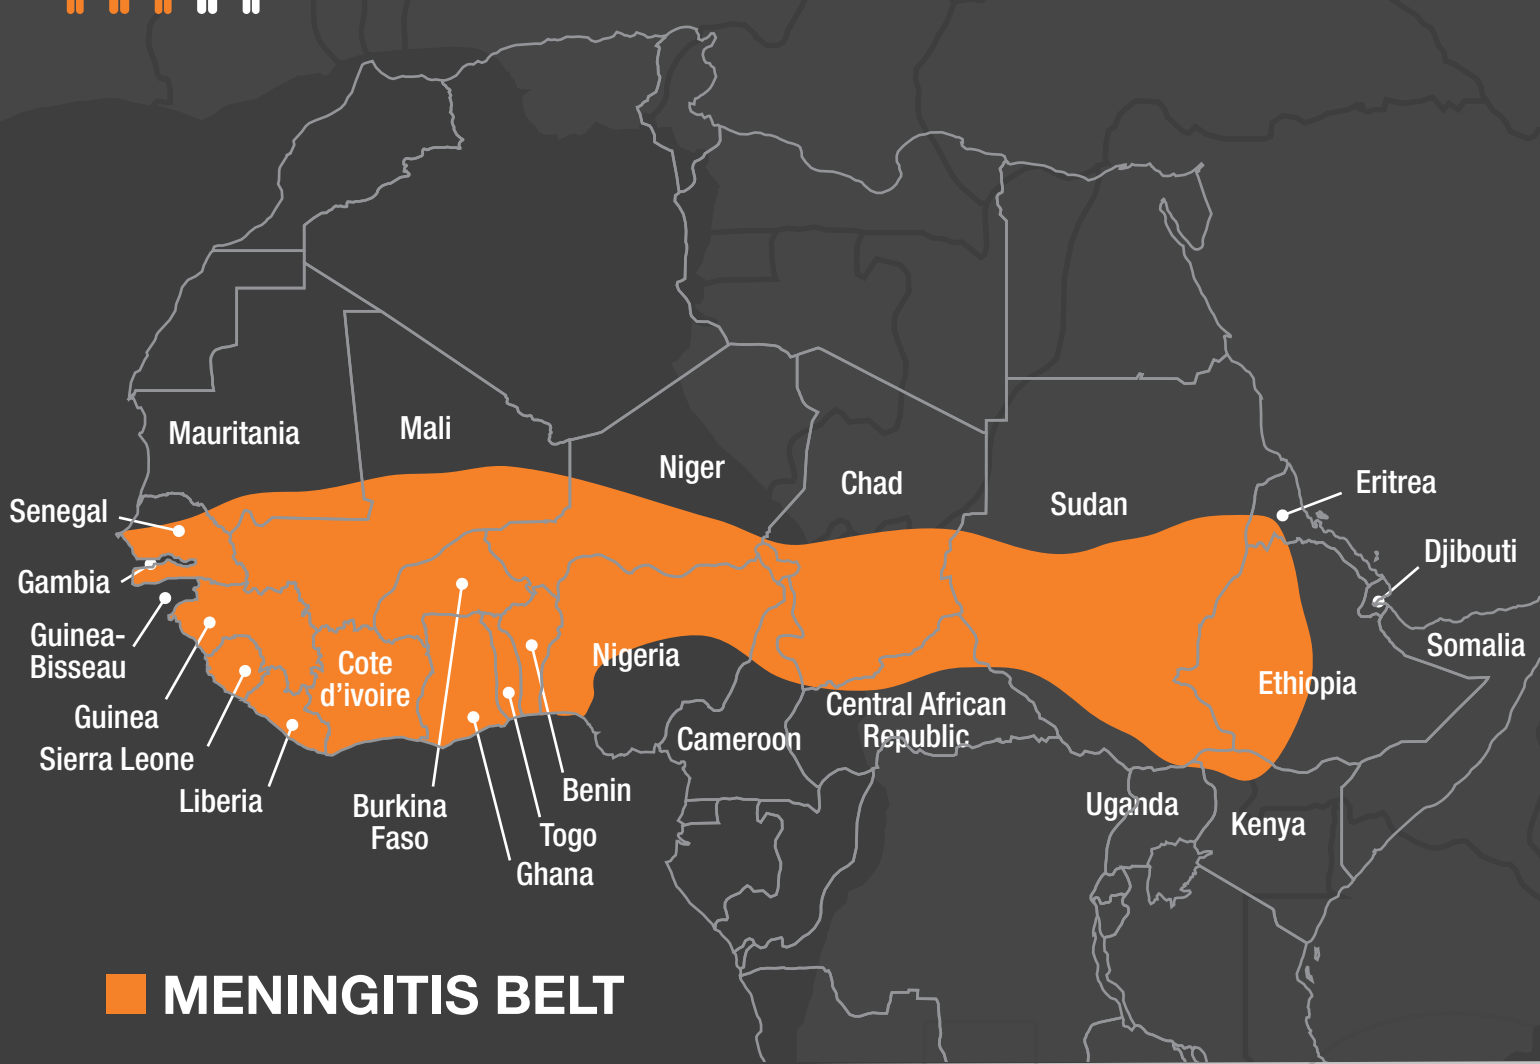 Mauritania
Mali
Niger
Chad
Sudan
Eritrea
Senegal
Djibouti
Gambia
Guinea-
Bissau
Somalia
Nigeria
Cote
d’ivoire
Ethiopia
Guinea
Central African
Republic
Cameroon
Sierra Leone
Liberia
Burkina
Faso
Benin
Togo
Ghana
Uganda
Kenya
MENINGITIS BELT